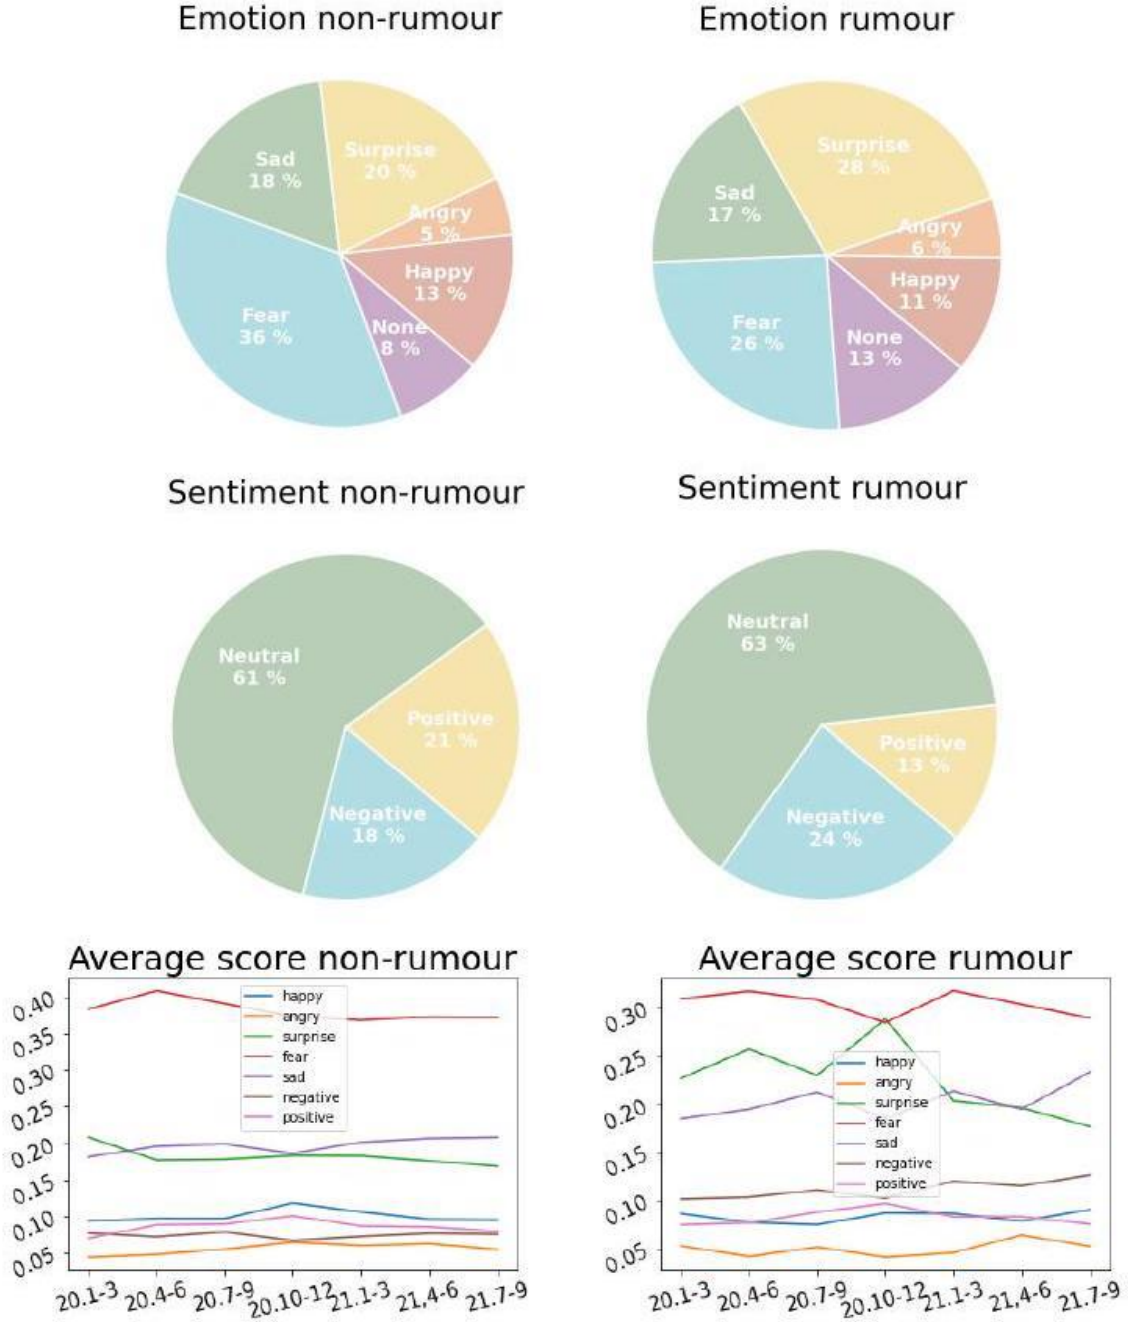 Emotion non-rumour
Emotion rumour
Sad
18 %
Surprise
20 %
Angry
5 %
Happy
13 %
None
8 %
Fear
36 %
Surprise
28 %
Sad
17 %
Angry
6 %
Happy
11 %
None
13 %
Fear
26 %
Sentiment non-rumour
Sentiment rumour
Neutral
61 %
Positive
21 %
Negative
18 %
Neutral
63 %
Positive
13 %
Negative
24 %
Average score non-rumour
0.40
0.35
0.30
0.25
0.20
0.15
0.10
0.05
happy
angry
surprise
fear
sad
negative
positive
20.1-3
20.4-6
20.7-9
20.10-12
21.1-3
21,4-6
21.7-9
Average score rumour
0.30
0.25
0.20
0.15
0.10
0.05
happy
angry
surprise
fear
sad
negative
positive
20.1-3
20.4-6
20.7-9
20.10-12
21.1-3
21,4-6
21.7-9